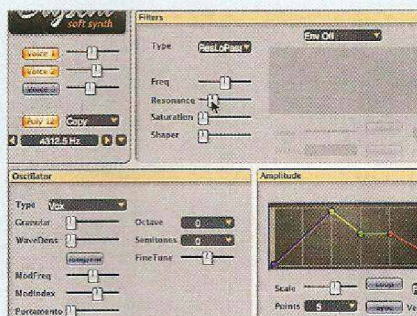 soft synth
Voice 1
Voice 2
Voice 3
Poly 12 Copy
4312.5 Hz
Filters
Type ResLoPass
Env Off
Freq
Resonance
Saturation
Shaper
Oscillator
Type Vox
Granular
WaveDens
ModFreq
ModIndex
Portamento
Octave 0
Semitones 0
FineTune
Amplitude
Scale
Points 5